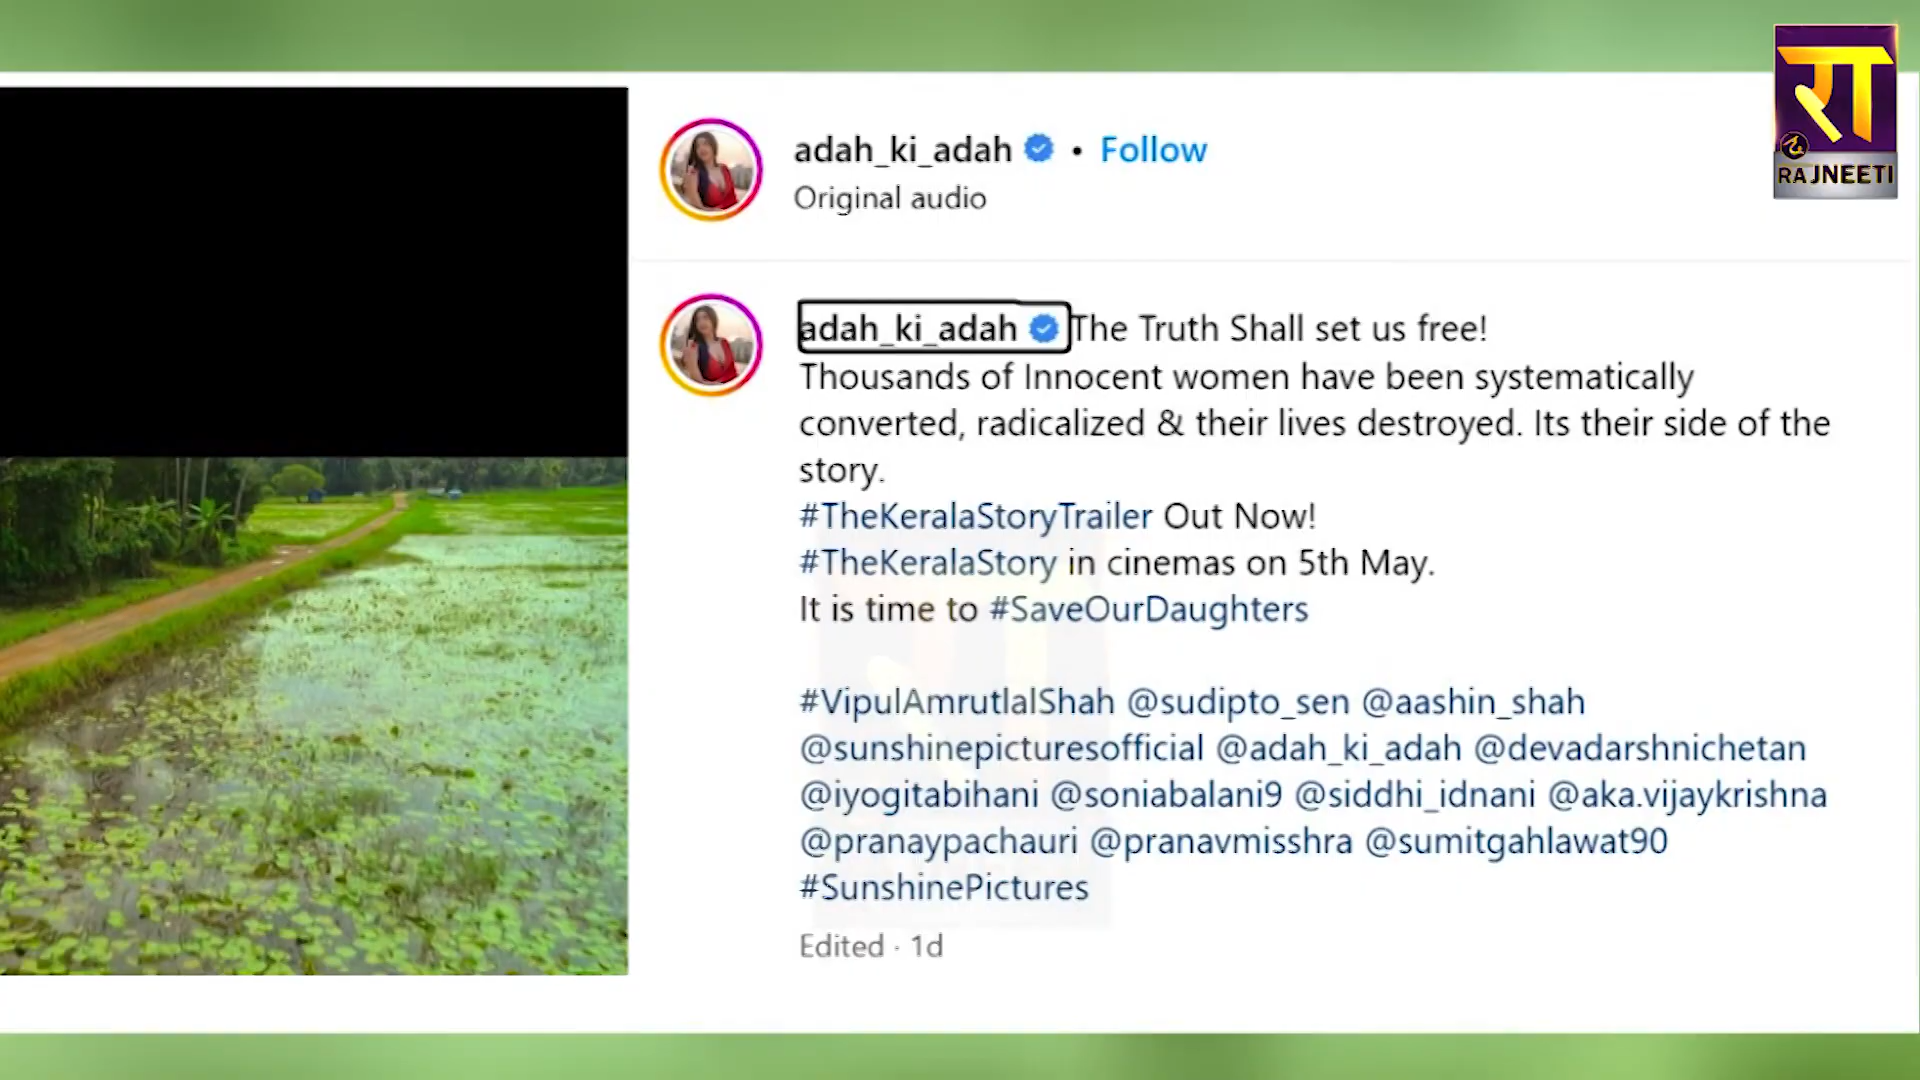 रा
RAJNEETI
adah_ki_adah • Follow
Original audio
adah_ki_adah The Truth Shall set us free!
Thousands of Innocent women have been systematically
converted, radicalized & their lives destroyed. Its their side of the
story.
#TheKeralaStoryTrailer Out Now!
#TheKeralaStory in cinemas on 5th May.
It is time to #SaveOurDaughters
#VipulAmrutlalShah @sudipto_sen @aashin_shah
@sunshinepicturesofficial @adah_ki_adah @devadarshnichetan
@iyogitabihani @soniabalani9 @siddhi_idnani @aka.vijaykrishna
@pranaypachauri @pranavmisshra @sumitgahlawat90
#SunshinePictures
Edited · 1d